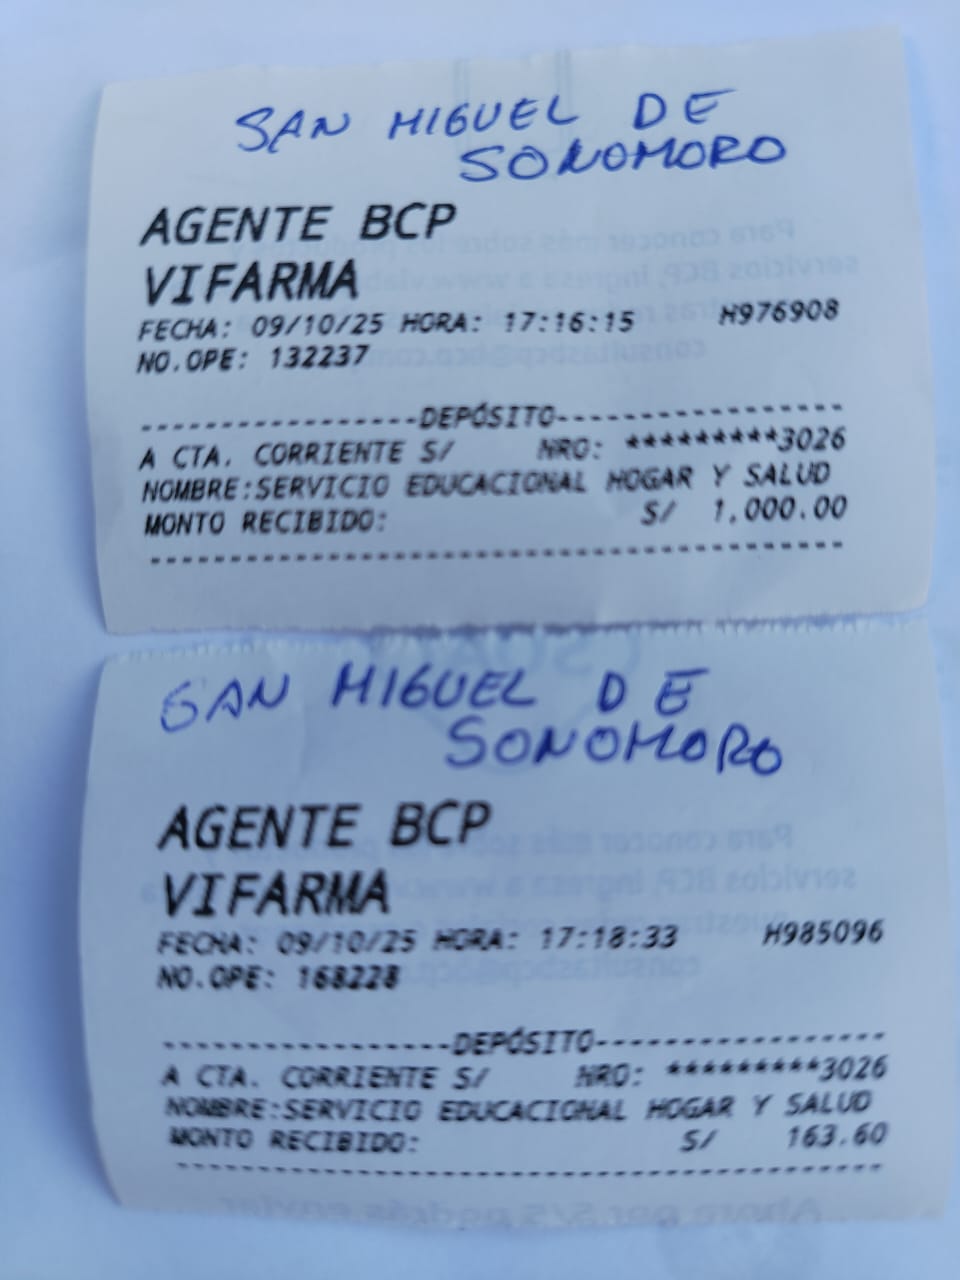 SAN MIGUEL DE
SONOMORO
AGENTE BCP
VIFARMA
FECHA: 09/10/25 HORA: 17:16:15 H976908
NO.OPE: 132237
-----------------DEPÓSITO-----------------
A CTA. CORRIENTE S/ NRO: *********3026
NOMBRE:SERVICIO EDUCACIONAL HOGAR Y SALUD
MONTO RECIBIDO: S/ 1,000.00
------------------------------------------
SAN MIGUEL DE
SONOMORO
AGENTE BCP
VIFARMA
FECHA: 09/10/25 HORA: 17:18:33 H985096
NO.OPE: 168228
-----------------DEPÓSITO-----------------
A CTA. CORRIENTE S/ NRO: *********3026
NOMBRE:SERVICIO EDUCACIONAL HOGAR Y SALUD
MONTO RECIBIDO: S/ 163.60
------------------------------------------